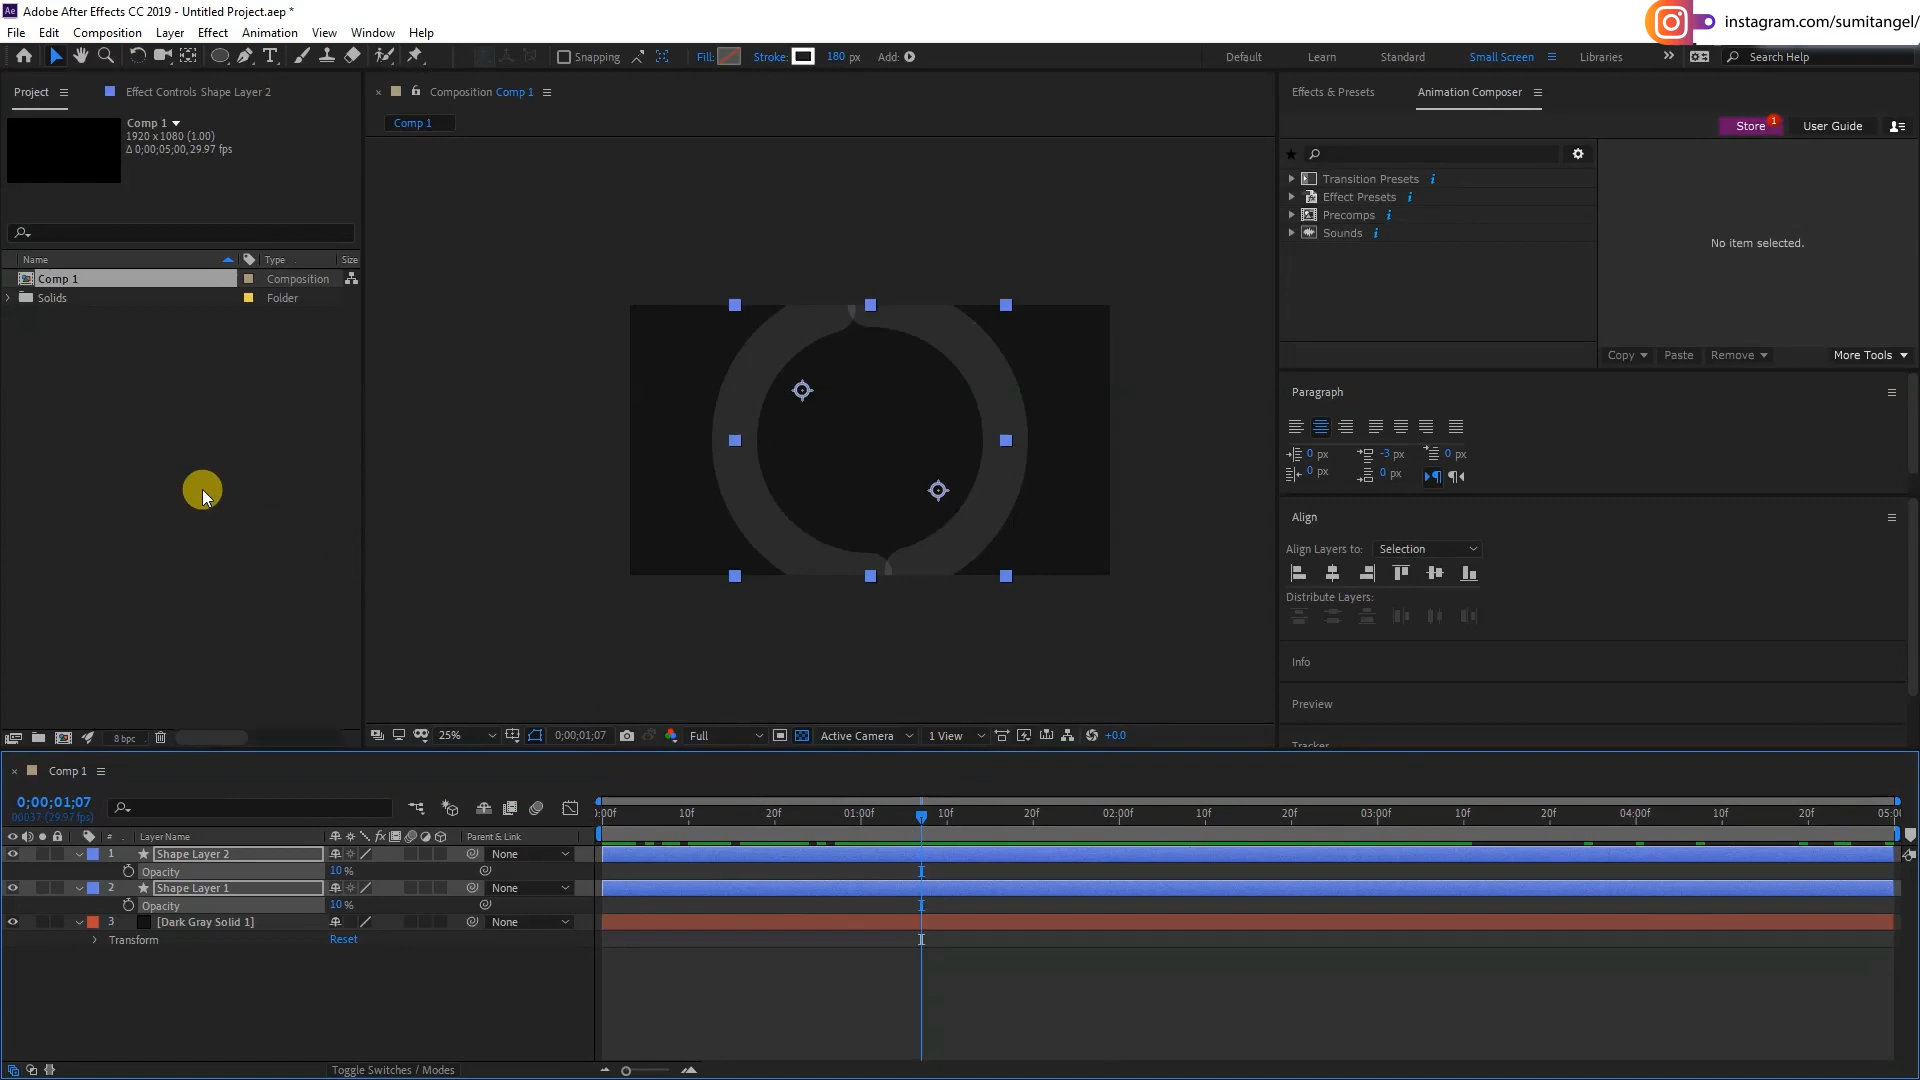 Ae Adobe After Effects CC 2019 - Untitled Project.aep *
instagram.com/sumitangel/
File Edit Composition Layer Effect Animation View Window Help
Snapping Fill: Stroke: 180 px Add: Default Learn Standard Small Screen Libraries Search Help
Project Effect Controls Shape Layer 2 Composition Comp 1 Effects & Presets Animation Composer
Comp 1
1920 x 1080 (1.00)
Δ 0;00;05;00, 29.97 fps
Comp 1
Store 1 User Guide
Transition Presets i
Effect Presets i
Precomps i
Sounds i
No item selected.
Name Type Size
Comp 1 Composition
Solids Folder
Copy Paste Remove More Tools
Paragraph
0 px -3 px 0 px
0 px 0 px
Align
Align Layers to: Selection
Distribute Layers:
Info
Preview
Tracker
8 bpc 25% 0;00;01;07 Full Active Camera 1 View +0.0
Comp 1
0;00;01;07
00037 (29.97 fps)
:00f 10f 20f 01:00f 10f 20f 02:00f 10f 20f 03:00f 10f 20f 04:00f 10f 20f 05:00
# Layer Name fx Parent & Link
1 Shape Layer 2 None
Opacity 10 %
2 Shape Layer 1 None
Opacity 10 %
3 [Dark Gray Solid 1] None
Transform Reset
Toggle Switches / Modes